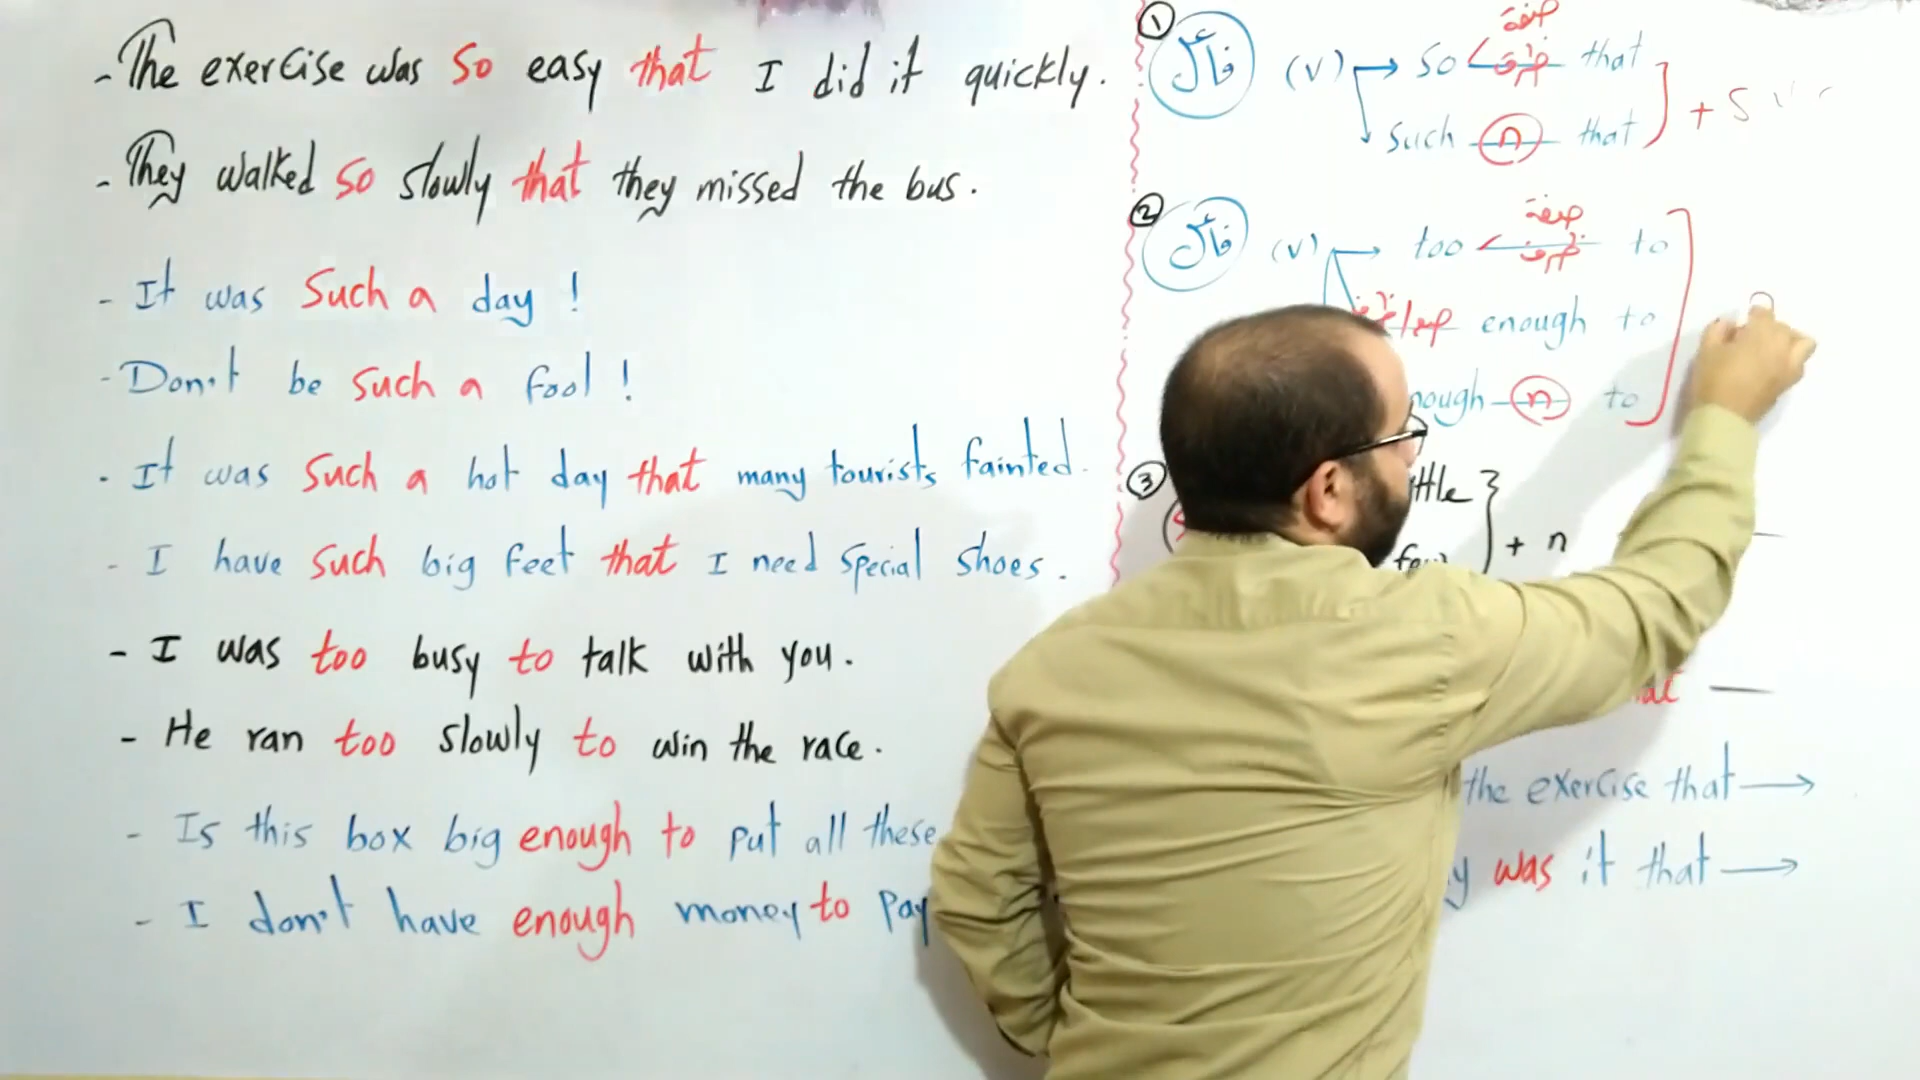 - The exercise was so easy that I did it quickly.
- They walked so slowly that they missed the bus.
- It was Such a day !
- Don't be such a fool !
- It was Such a hot day that many tourists fainted.
- I have such big feet that I need special shoes.
- I was too busy to talk with you.
- He ran too slowly to win the race.
- Is this box big enough to put all these
- I don't have enough money to pay
① فاعل (v) → so صفة ظرف that
such n that ] + S
② فاعل (v) → too صفة ظرف to
enough to
n to ]
③
} + n
the exercise that →
was it that →